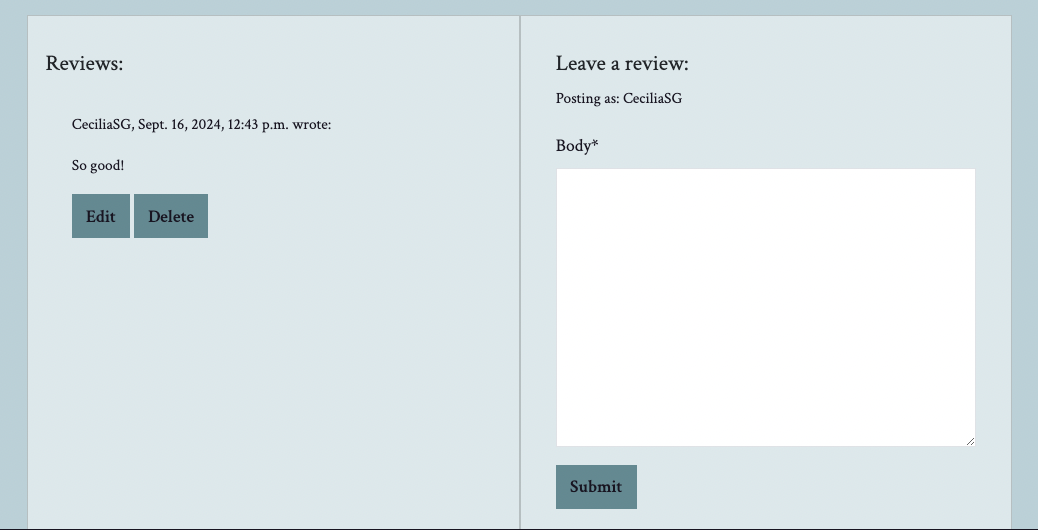 Reviews:
CeciliaSG, Sept. 16, 2024, 12:43 p.m. wrote:
So good!
Edit
Delete
Leave a review:
Posting as: CeciliaSG
Body*
Submit